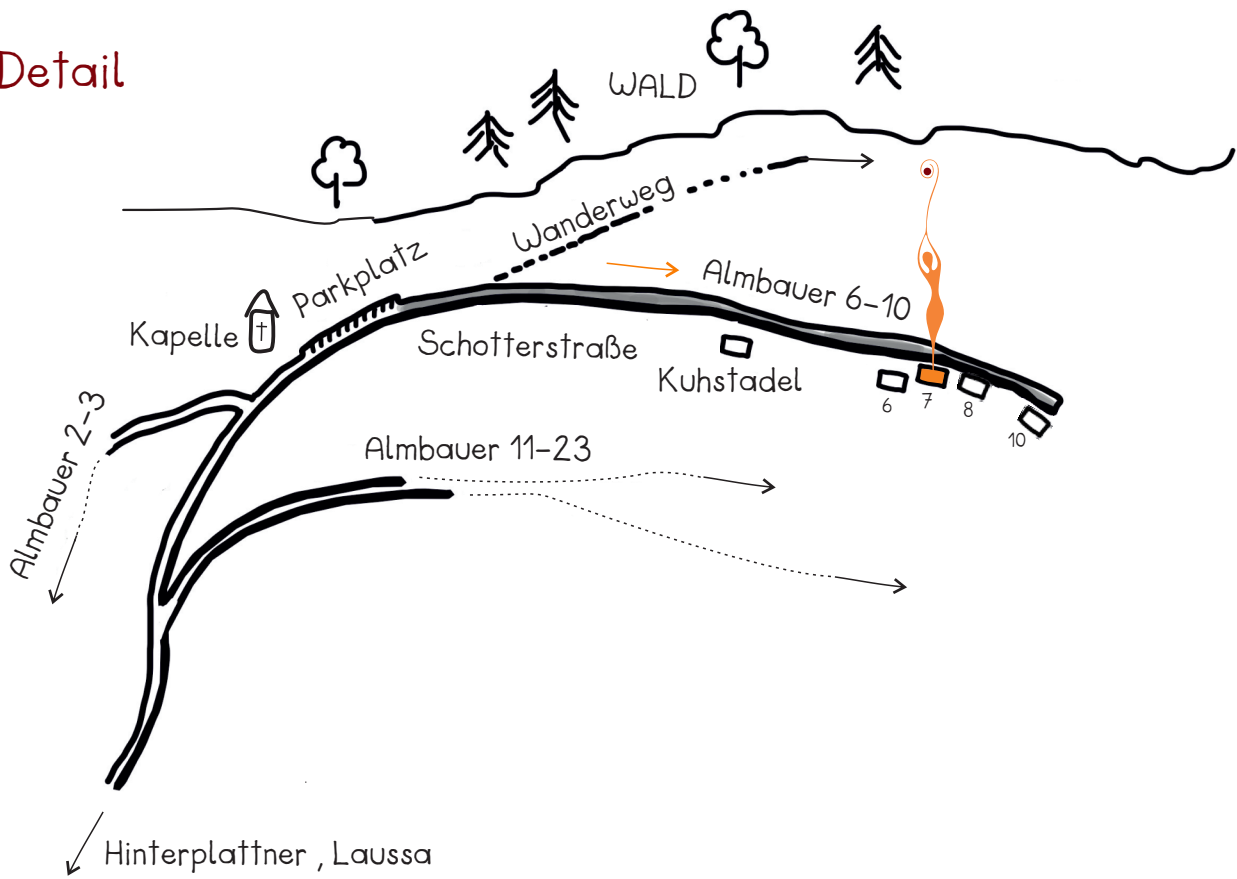 Detail
WALD
Wanderweg
Parkplatz
Almbauer 6-10
Kapelle
Schotterstraße
Kuhstadel
6
7
8
10
Almbauer 2-3
Almbauer 11-23
Hinterplattner , Laussa